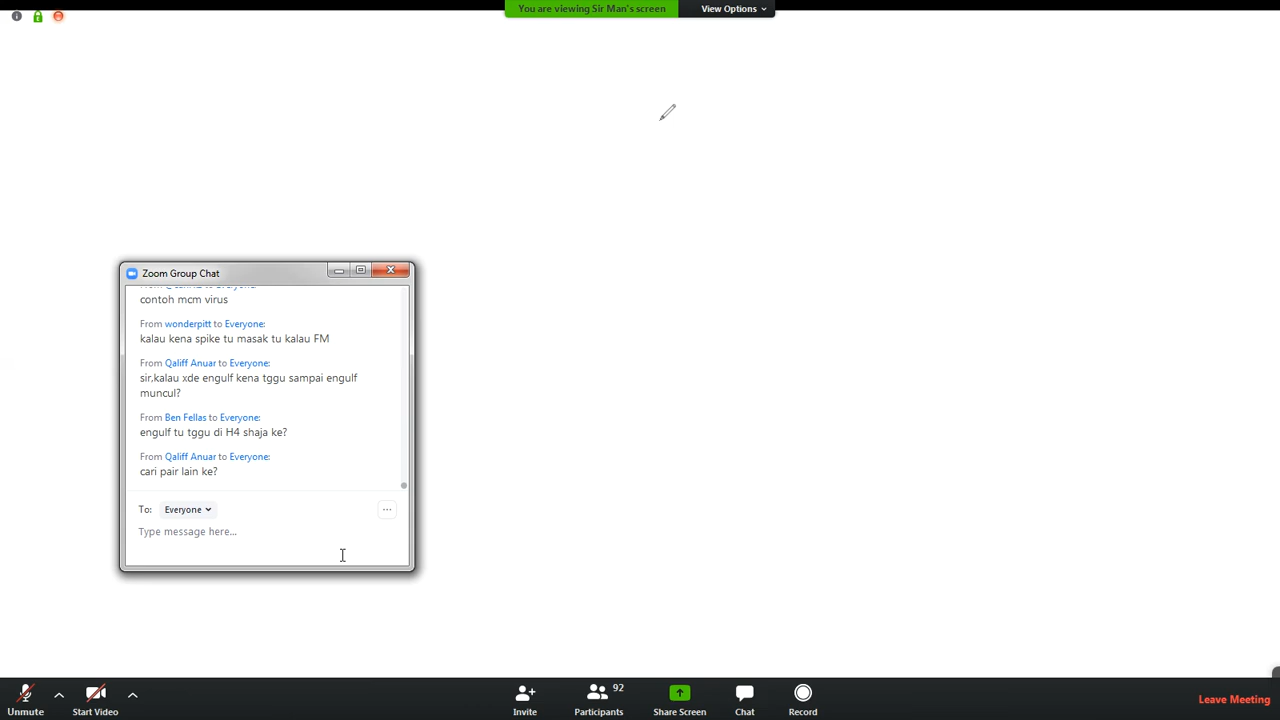 You are viewing Sir Man's screen
View Options
Zoom Group Chat
contoh mcm virus
From wonderpitt to Everyone:
kalau kena spike tu masak tu kalau FM
From Qaliff Anuar to Everyone:
sir,kalau xde engulf kena tggu sampai engulf
muncul?
From Ben Fellas to Everyone:
engulf tu tggu di H4 shaja ke?
From Qaliff Anuar to Everyone:
cari pair lain ke?
To: Everyone
Type message here...
Unmute
Start Video
Invite
92
Participants
Share Screen
Chat
Record
Leave Meeting